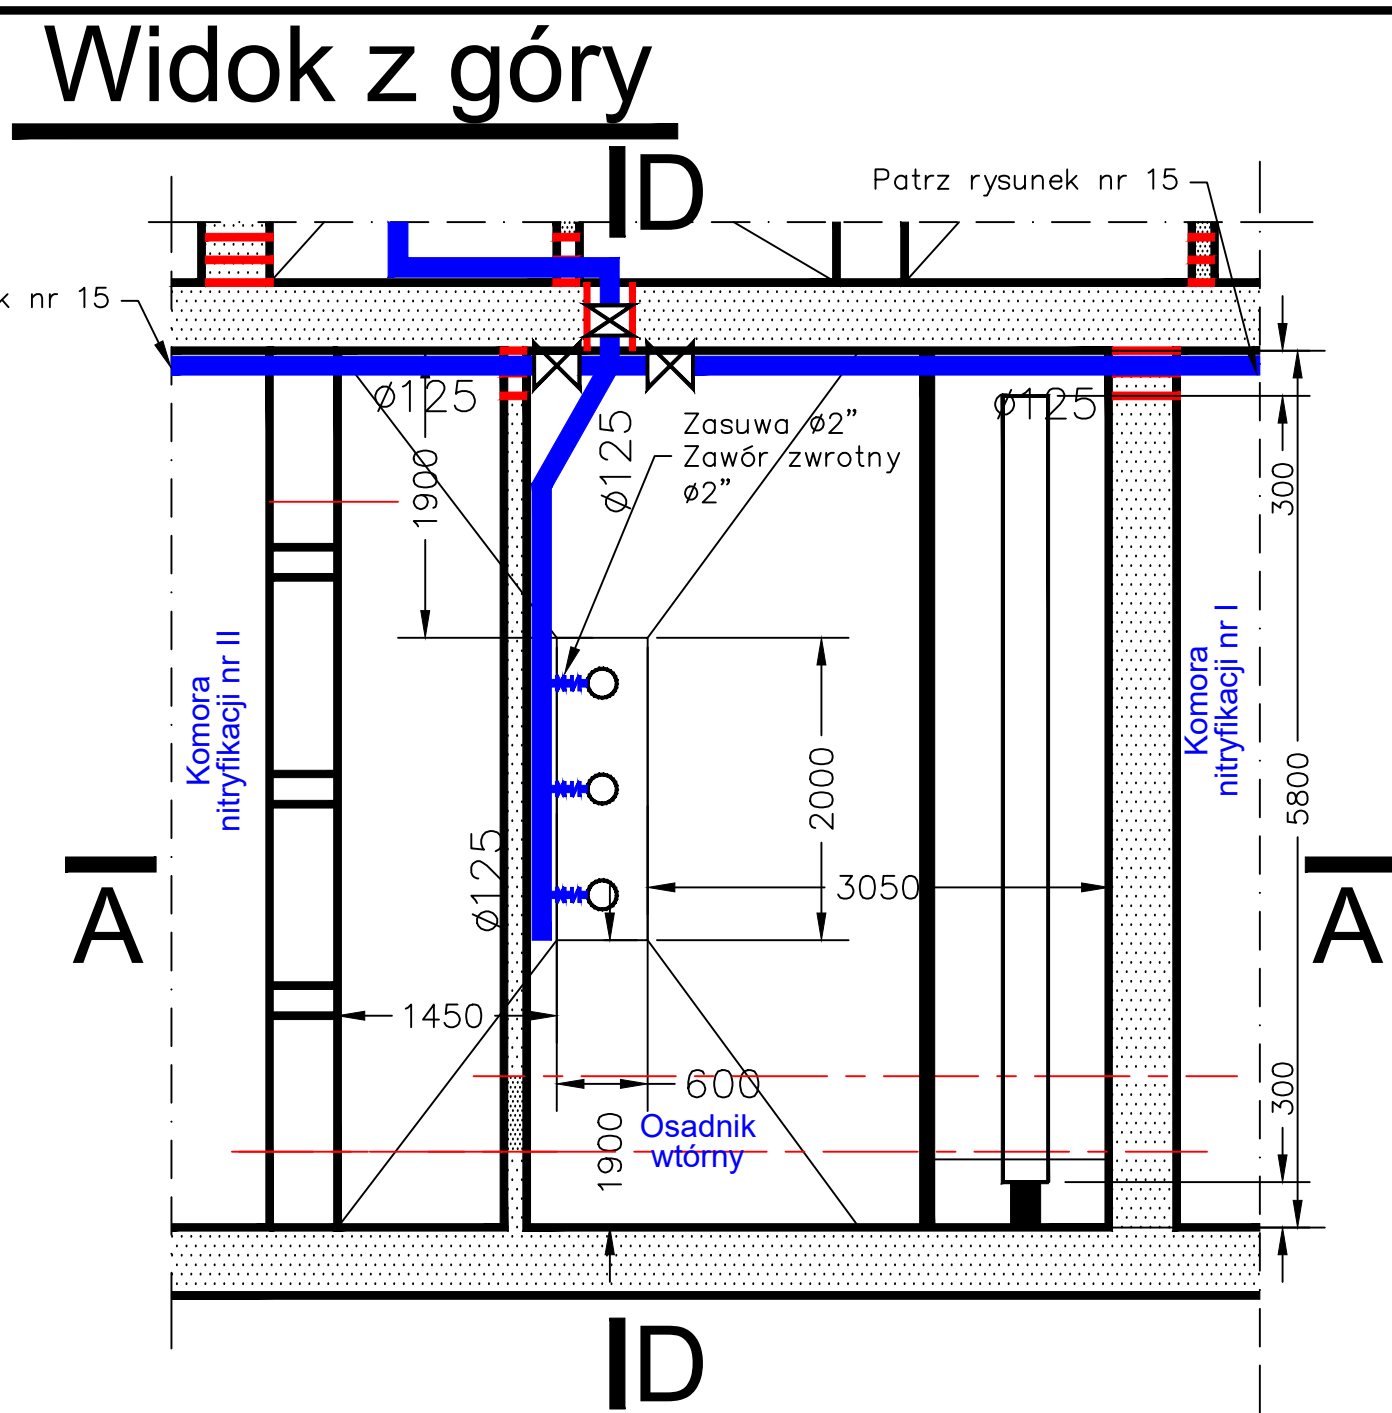 Widok z góry
D
Patrz rysunek nr 15
k nr 15
ø125
ø125
ø125
Zasuwa ø2"
Zawór zwrotny
ø2"
1900
300
Komora
nitryfikacji nr II
Komora
nitryfikacji nr I
2000
5800
ø125
3050
A
A
1450
600
300
1900
Osadnik
wtórny
D